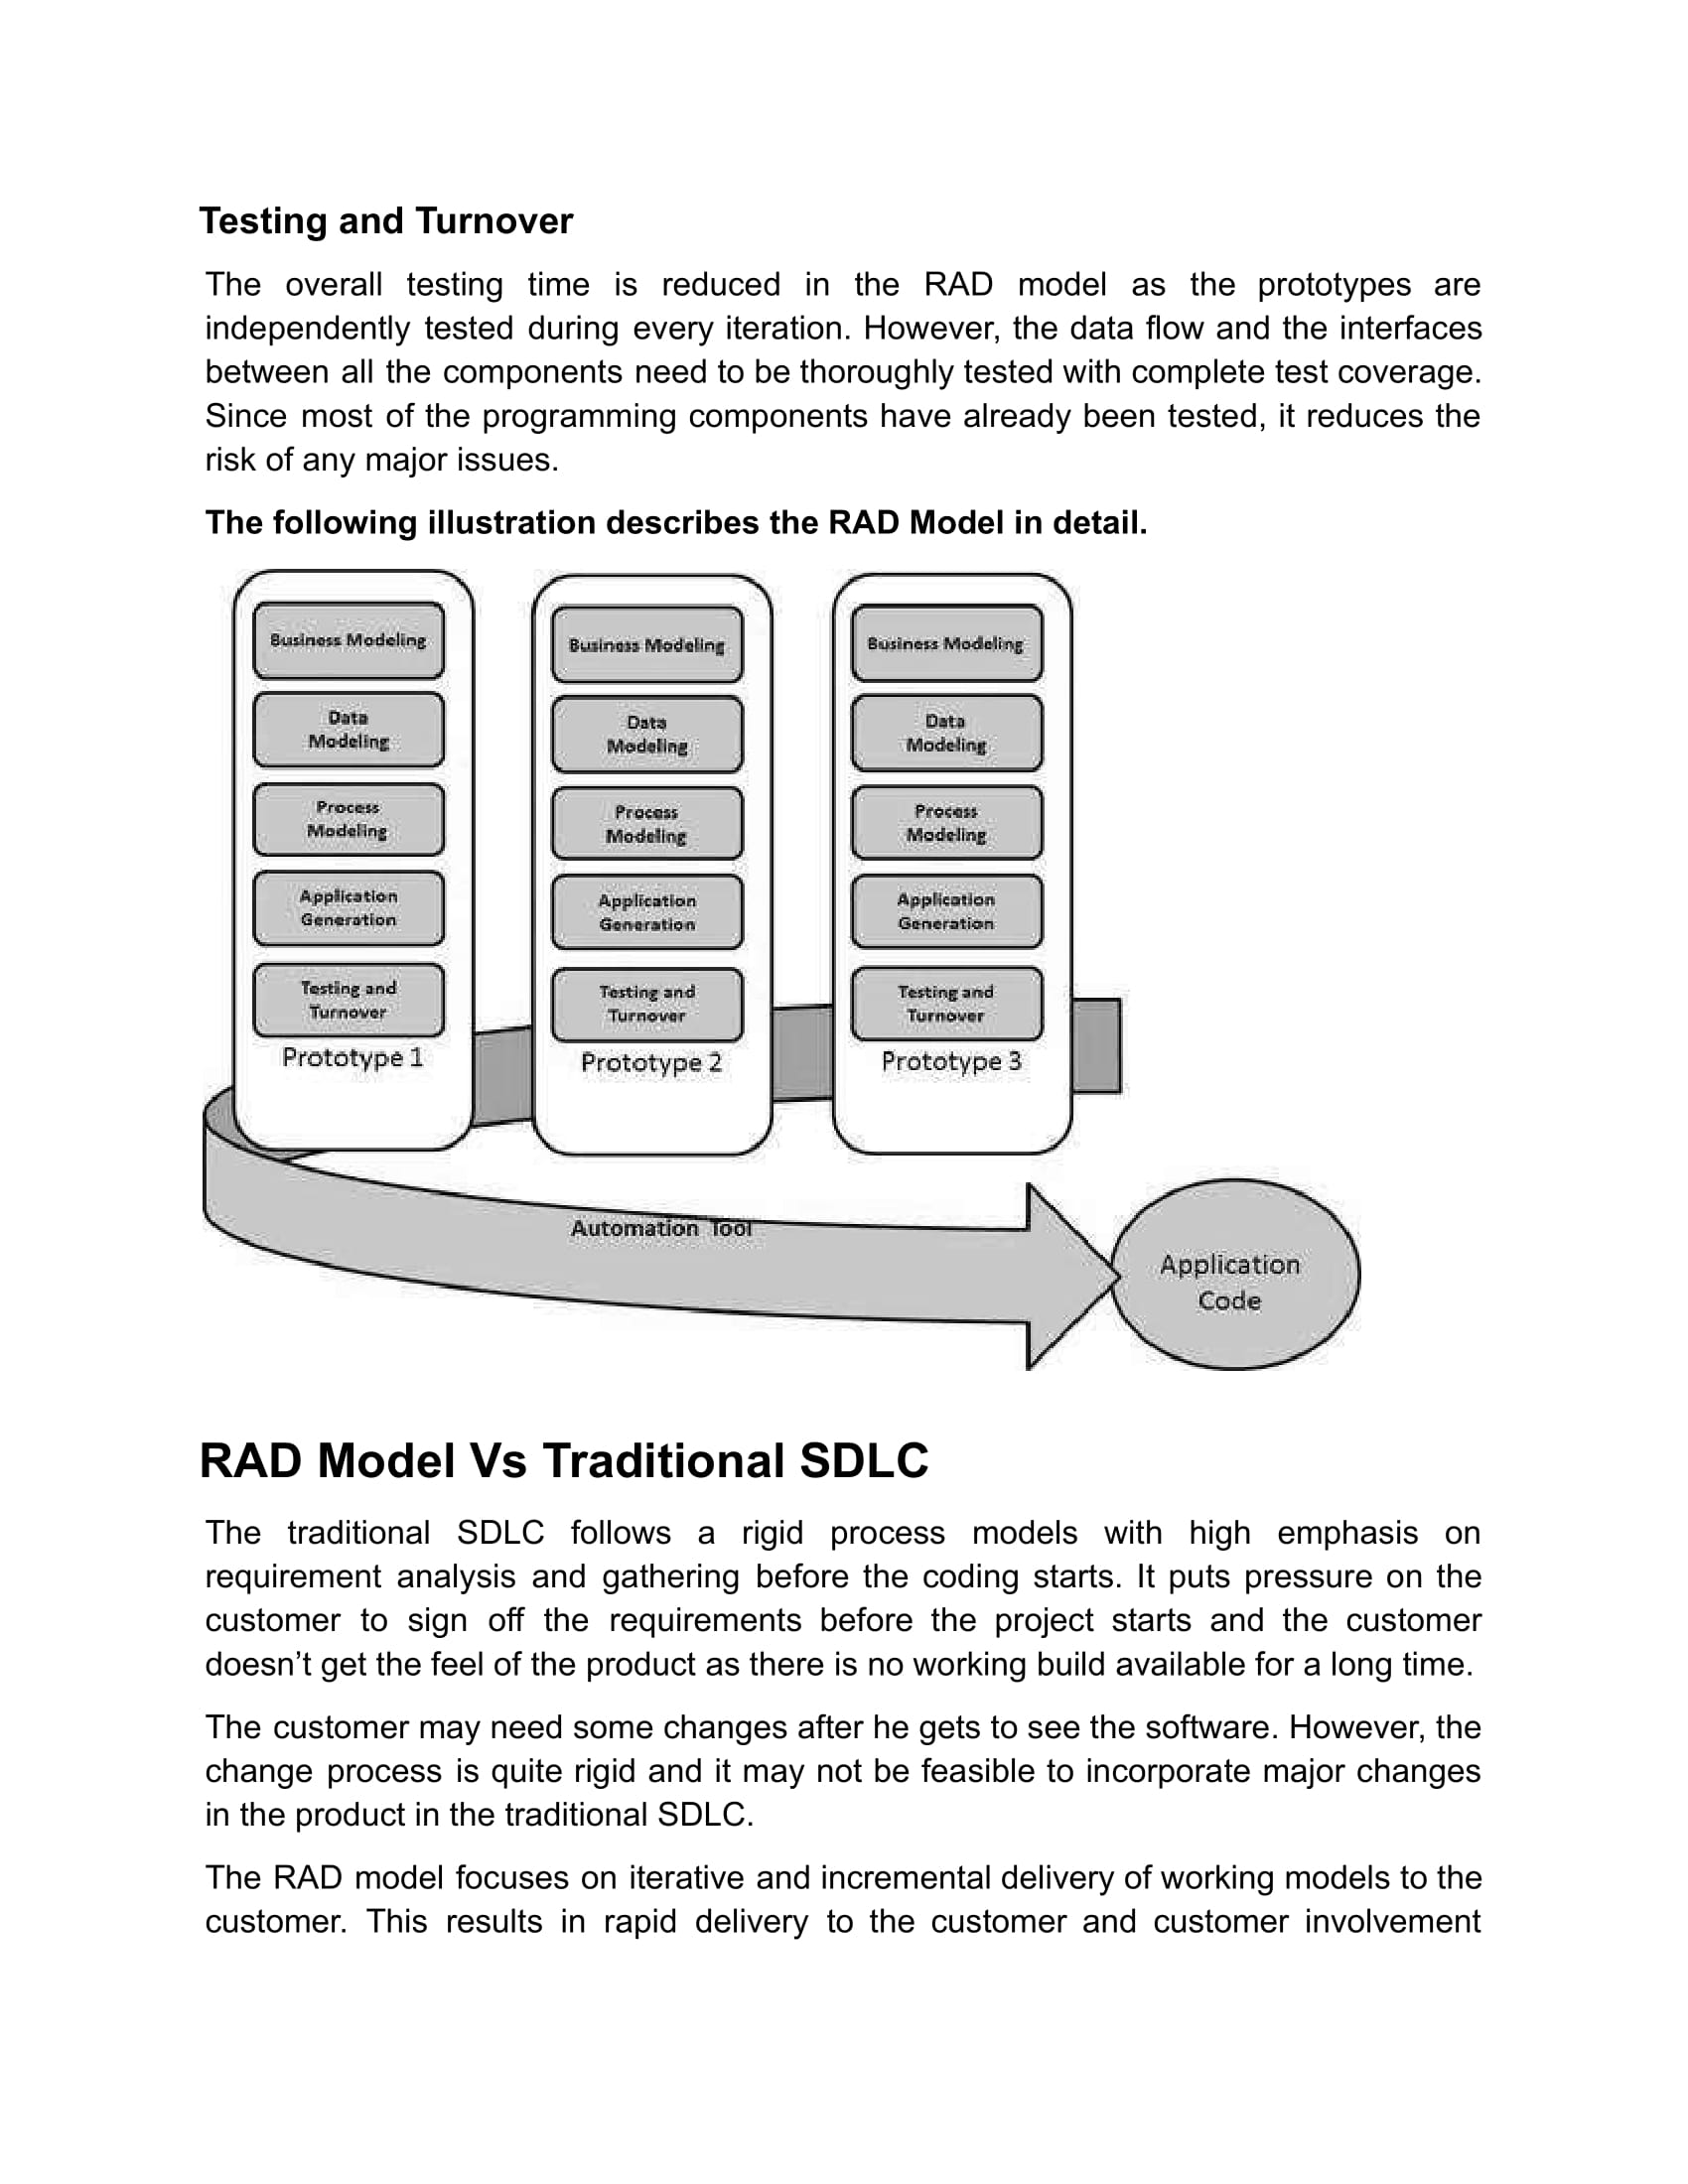 Testing and Turnover
The overall testing time is reduced in the RAD model as the prototypes are
independently tested during every iteration. However, the data flow and the interfaces
between all the components need to be thoroughly tested with complete test coverage.
Since most of the programming components have already been tested, it reduces the
risk of any major issues.
The following illustration describes the RAD Model in detail.
Business Modeling
Data
Modeling
Process
Modeling
Application
Generation
Testing and
Turnover
Prototype 1
Business Modeling
Data
Modeling
Process
Modeling
Application
Generation
Testing and
Turnover
Prototype 2
Business Modeling
Data
Modeling
Process
Modeling
Application
Generation
Testing and
Turnover
Prototype 3
Automation Tool
Application
Code
RAD Model Vs Traditional SDLC
The traditional SDLC follows a rigid process models with high emphasis on
requirement analysis and gathering before the coding starts. It puts pressure on the
customer to sign off the requirements before the project starts and the customer
doesn’t get the feel of the product as there is no working build available for a long time.
The customer may need some changes after he gets to see the software. However, the
change process is quite rigid and it may not be feasible to incorporate major changes
in the product in the traditional SDLC.
The RAD model focuses on iterative and incremental delivery of working models to the
customer. This results in rapid delivery to the customer and customer involvement